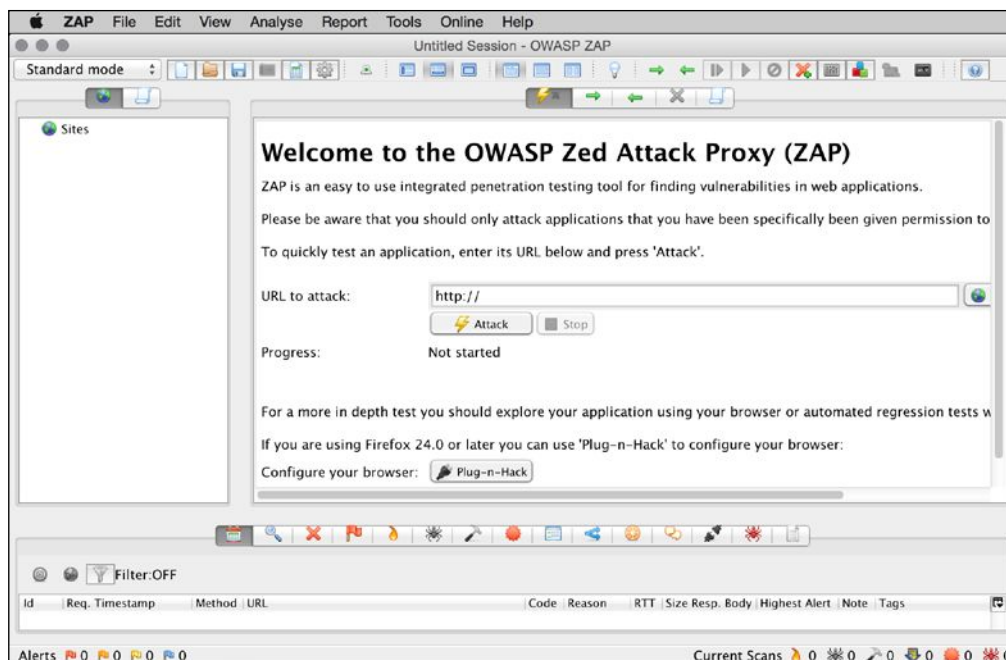 ZAP File Edit View Analyse Report Tools Online Help
Untitled Session - OWASP ZAP
Standard mode
Sites
Welcome to the OWASP Zed Attack Proxy (ZAP)
ZAP is an easy to use integrated penetration testing tool for finding vulnerabilities in web applications.
Please be aware that you should only attack applications that you have been specifically been given permission to
To quickly test an application, enter its URL below and press 'Attack'.
URL to attack: http://
Attack Stop
Progress: Not started
For a more in depth test you should explore your application using your browser or automated regression tests w
If you are using Firefox 24.0 or later you can use 'Plug-n-Hack' to configure your browser:
Configure your browser: Plug-n-Hack
Filter:OFF
Id Req. Timestamp Method URL Code Reason RTT Size Resp. Body Highest Alert Note Tags
Alerts 0 0 0 0 Current Scans 0 0 0 0 0 0